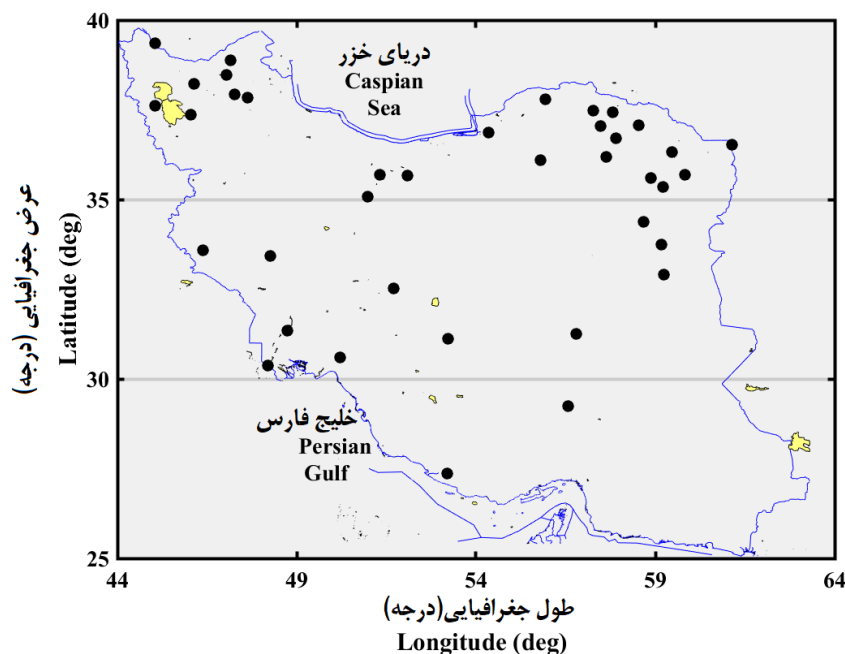 40
35
30
25
44
49
54
59
64
عرض جغرافیایی (درجه)
Latitude (deg)
دریای خزر
Caspian
Sea
خلیج فارس
Persian
Gulf
طول جغرافیایی(درجه)
Longitude (deg)